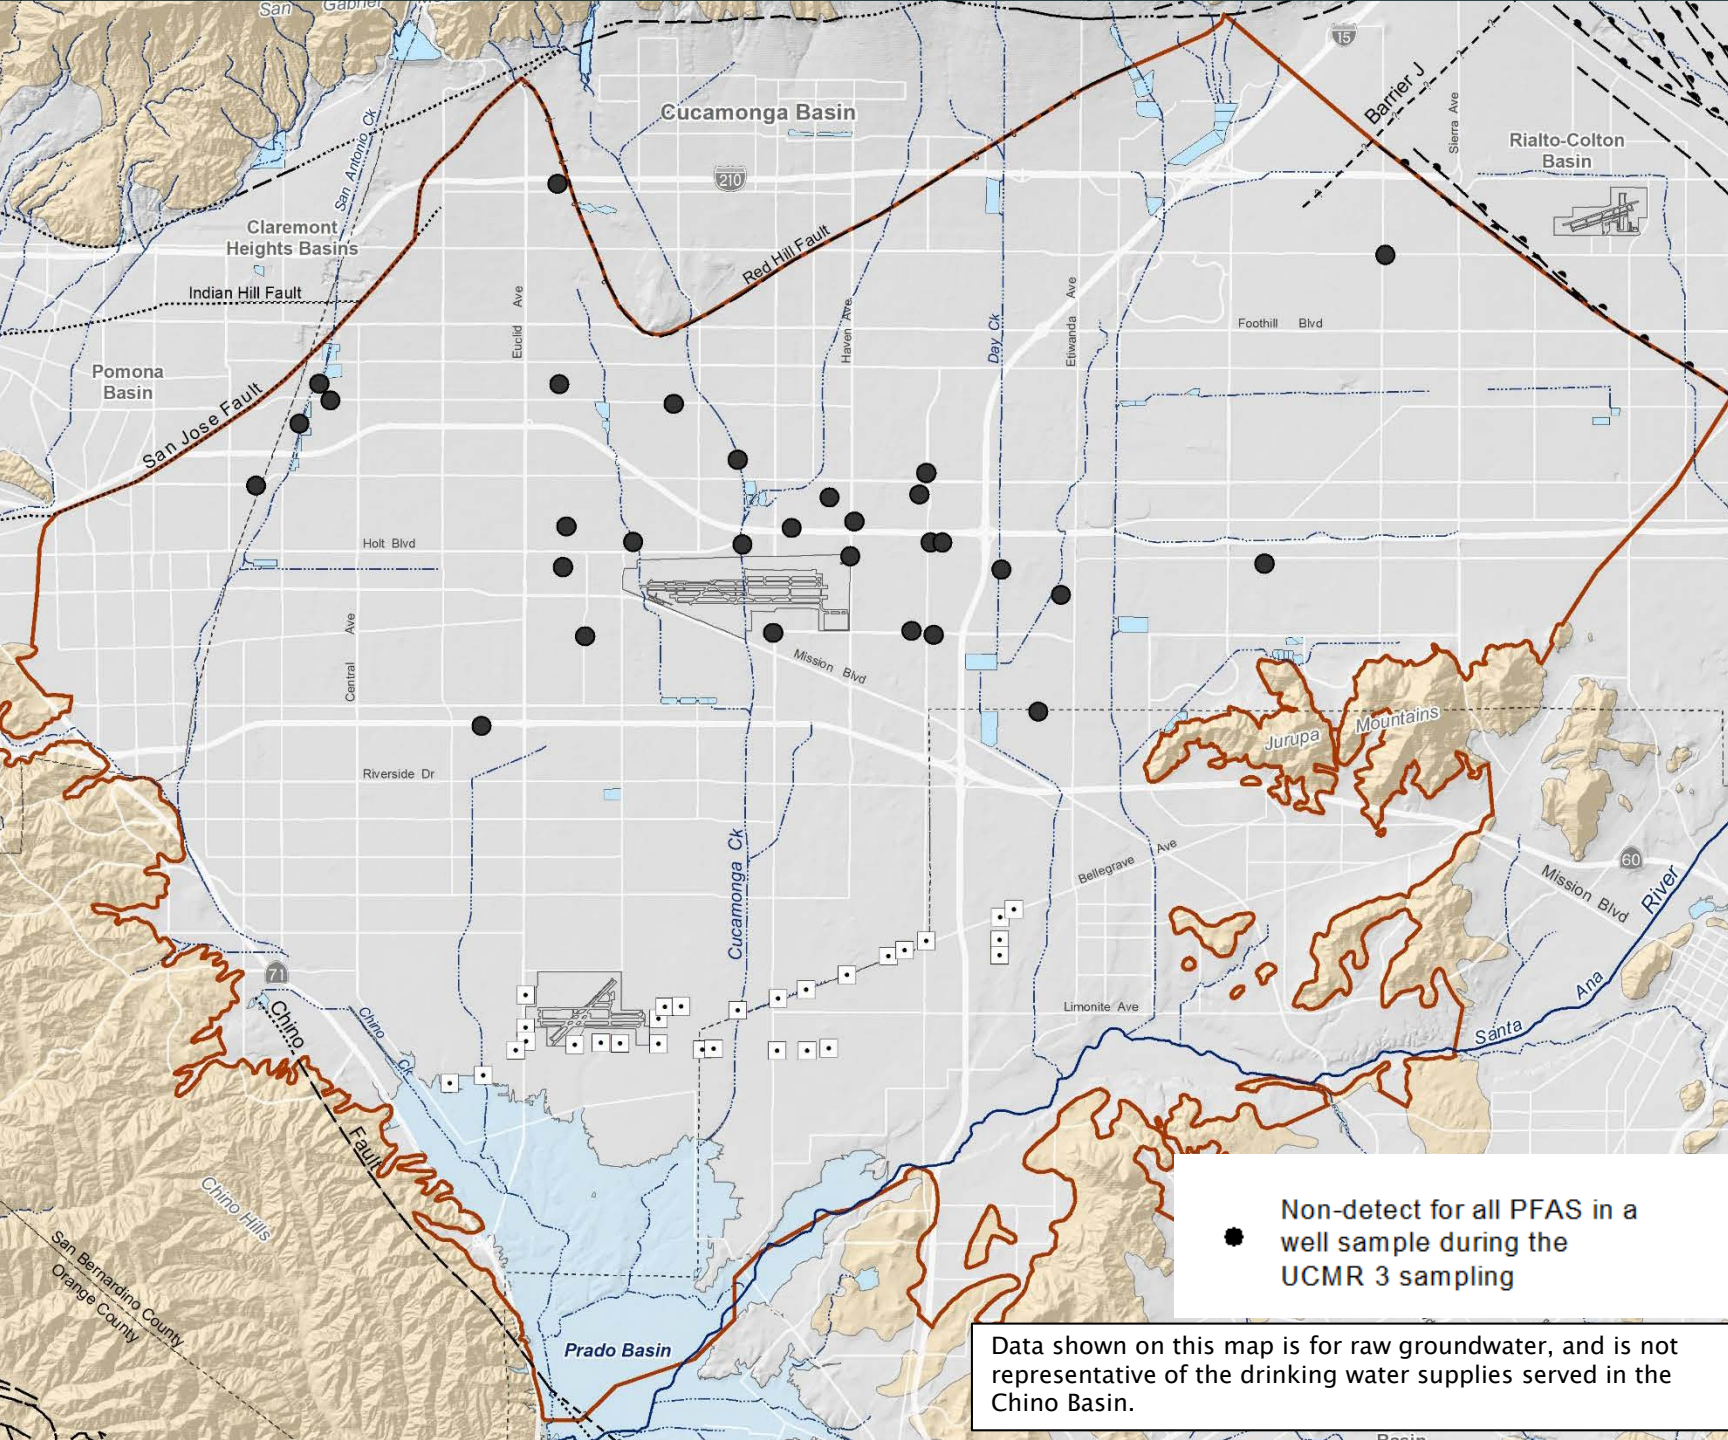 San Gabriel
15
Barrier J
Sierra Ave
Cucamonga Basin
Rialto-Colton
Basin
San Antonio Ck
210
Claremont
Heights Basins
Red Hill Fault
Indian Hill Fault
Euclid Ave
Haven Ave
Day Ck
Etiwanda Ave
Foothill Blvd
Pomona
Basin
San Jose Fault
Holt Blvd
Central Ave
Mission Blvd
Jurupa Mountains
Riverside Dr
Cucamonga Ck
Bellegrave Ave
60
Mission Blvd
River
71
Chino
Fault
Chino
Ck
Limonite Ave
Santa
Ana
Chino Hills
San Bernardino County
Orange County
Prado Basin
Non-detect for all PFAS in a
well sample during the
UCMR 3 sampling
Data shown on this map is for raw groundwater, and is not
representative of the drinking water supplies served in the
Chino Basin.
Basin